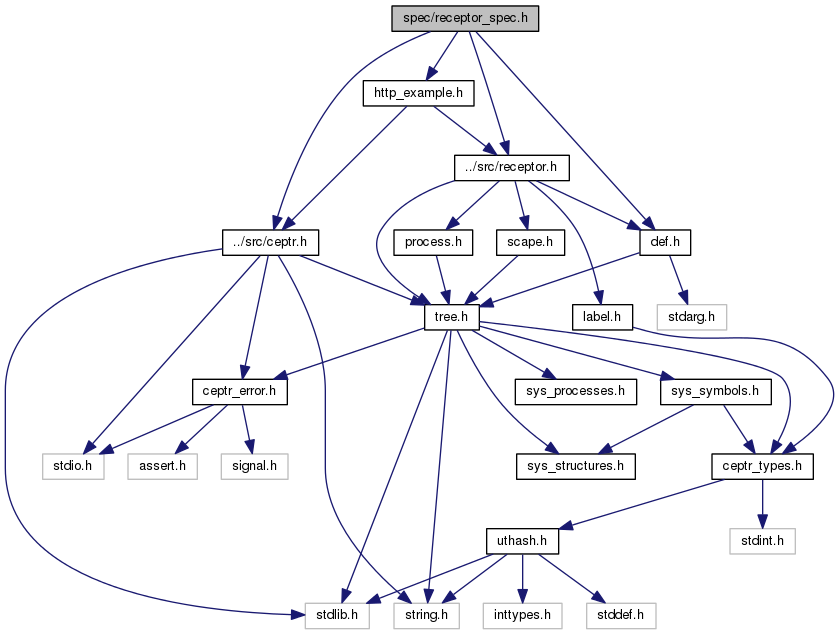 spec/receptor_spec.h
http_example.h
../src/receptor.h
../src/ceptr.h
process.h
scape.h
def.h
tree.h
label.h
stdarg.h
ceptr_error.h
sys_processes.h
sys_symbols.h
stdio.h
assert.h
signal.h
sys_structures.h
ceptr_types.h
uthash.h
stdint.h
stdlib.h
string.h
inttypes.h
stddef.h